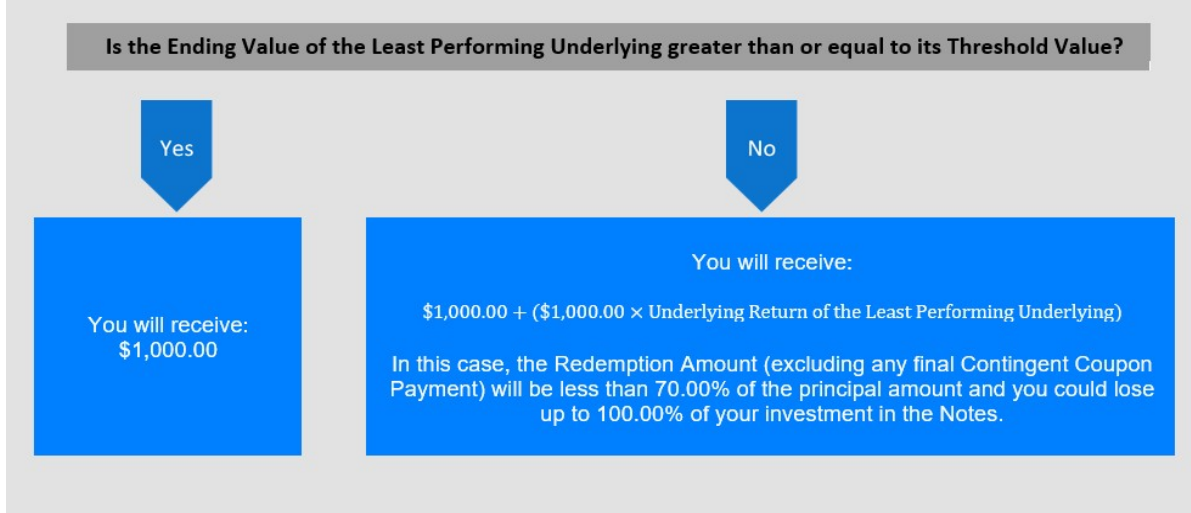 Is the Ending Value of the Least Performing Underlying greater than or equal to its Threshold Value?
Yes
No
You will receive:
$1,000.00
You will receive:
$1,000.00 + ($1,000.00 × Underlying Return of the Least Performing Underlying)
In this case, the Redemption Amount (excluding any final Contingent Coupon
Payment) will be less than 70.00% of the principal amount and you could lose
up to 100.00% of your investment in the Notes.